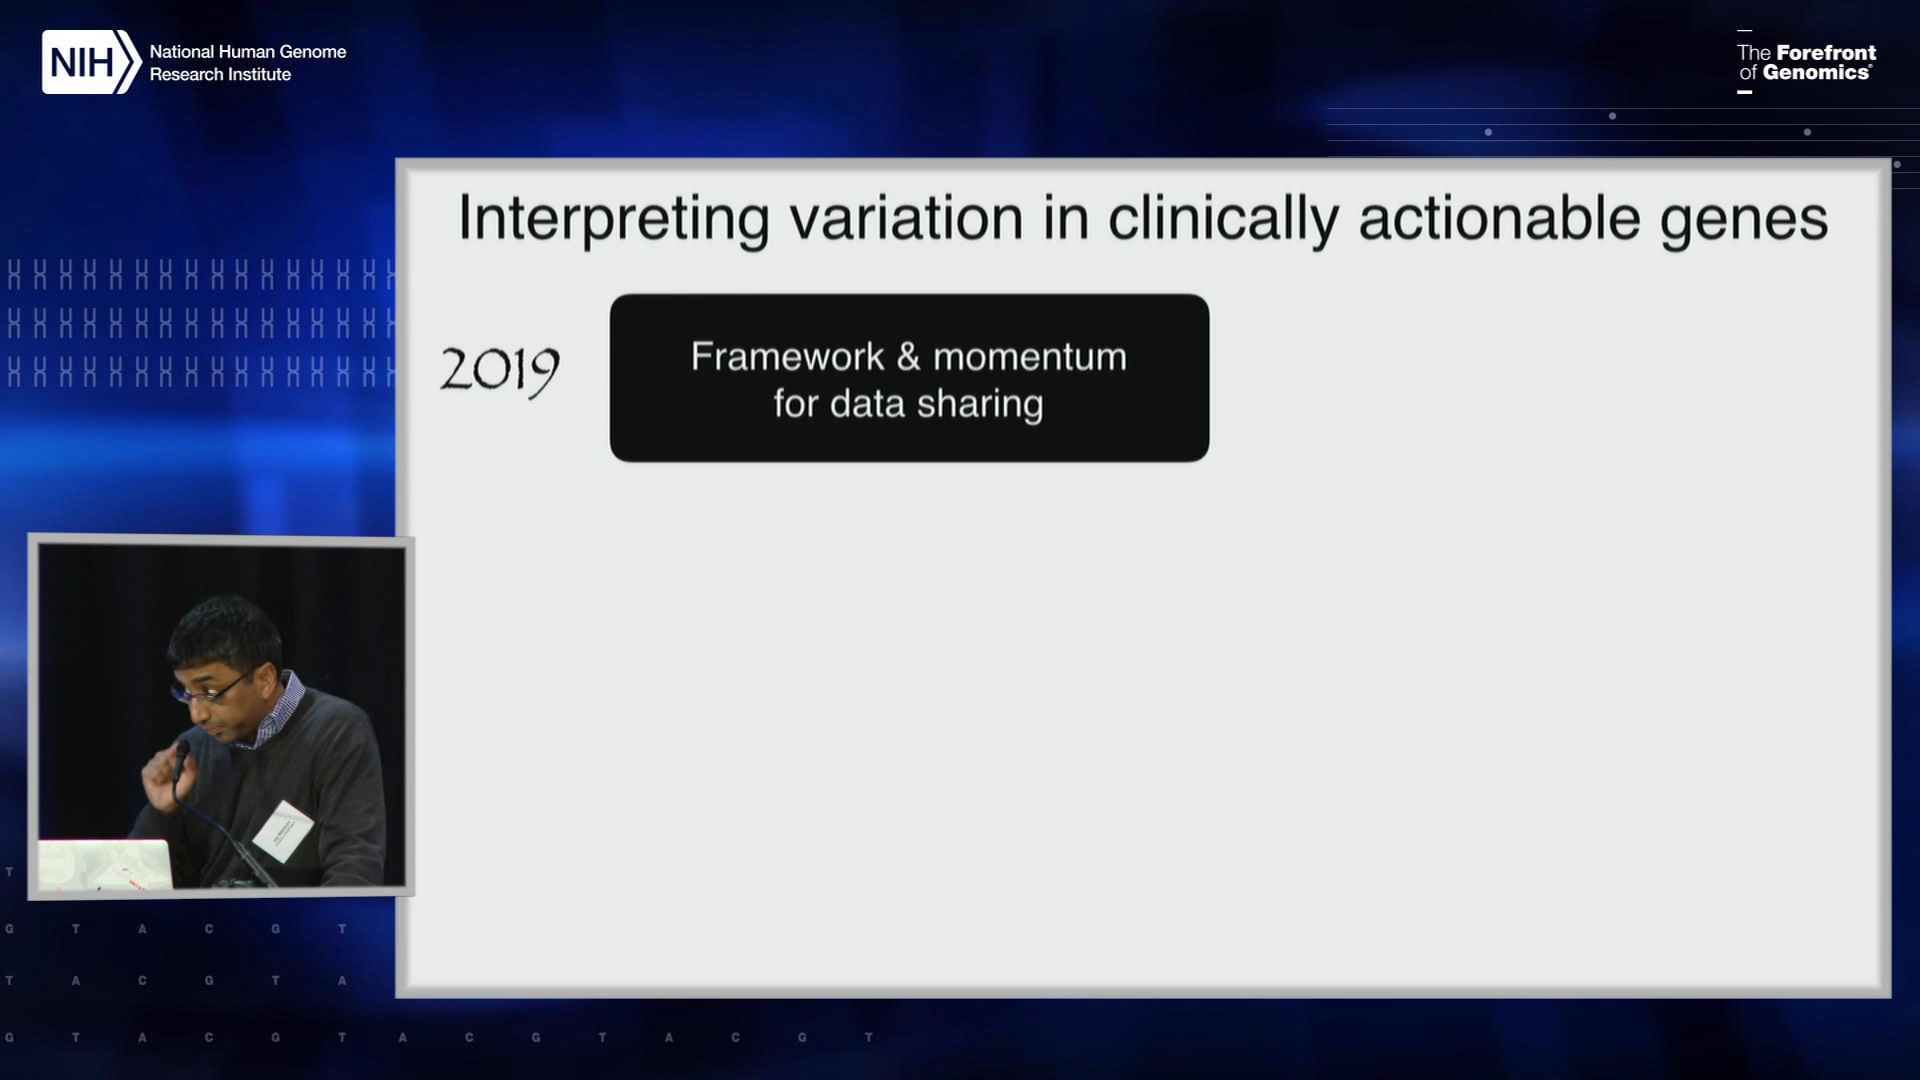 NIH
National Human Genome
Research Institute
The Forefront
of Genomics®
Interpreting variation in clinically actionable genes
2019
Framework & momentum
for data sharing
T
G T A C G T
T A C G T A
G T A C G T A C G T A C G T